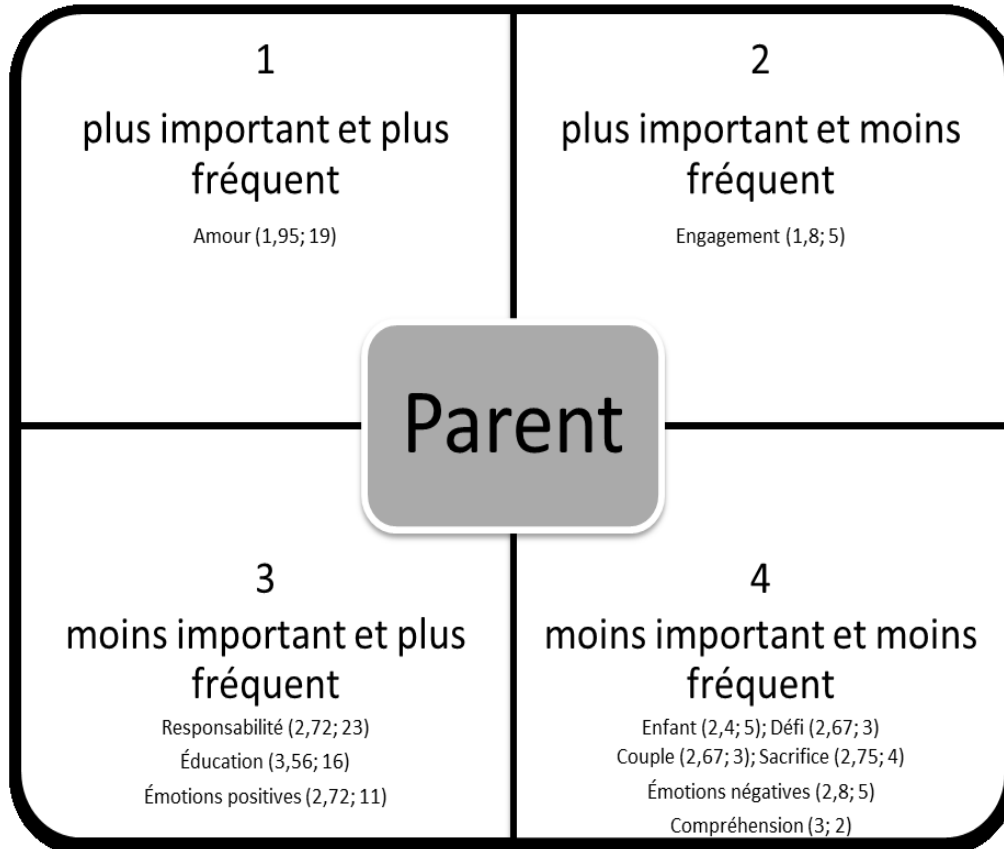 1
plus important et plus
fréquent
Amour (1,95; 19)
2
plus important et moins
fréquent
Engagement (1,8; 5)
Parent
3
moins important et plus
fréquent
Responsabilité (2,72; 23)
Éducation (3,56; 16)
Émotions positives (2,72; 11)
4
moins important et moins
fréquent
Enfant (2,4; 5); Défi (2,67; 3)
Couple (2,67; 3); Sacrifice (2,75; 4)
Émotions négatives (2,8; 5)
Compréhension (3; 2)